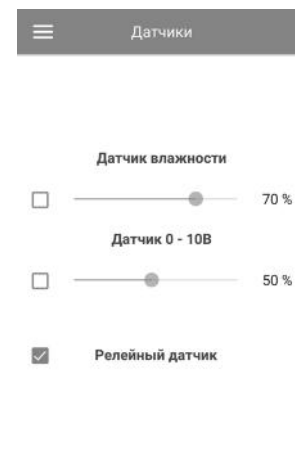 Датчики
Датчик влажности
70 %
Датчик 0 - 10В
50 %
Релейный датчик